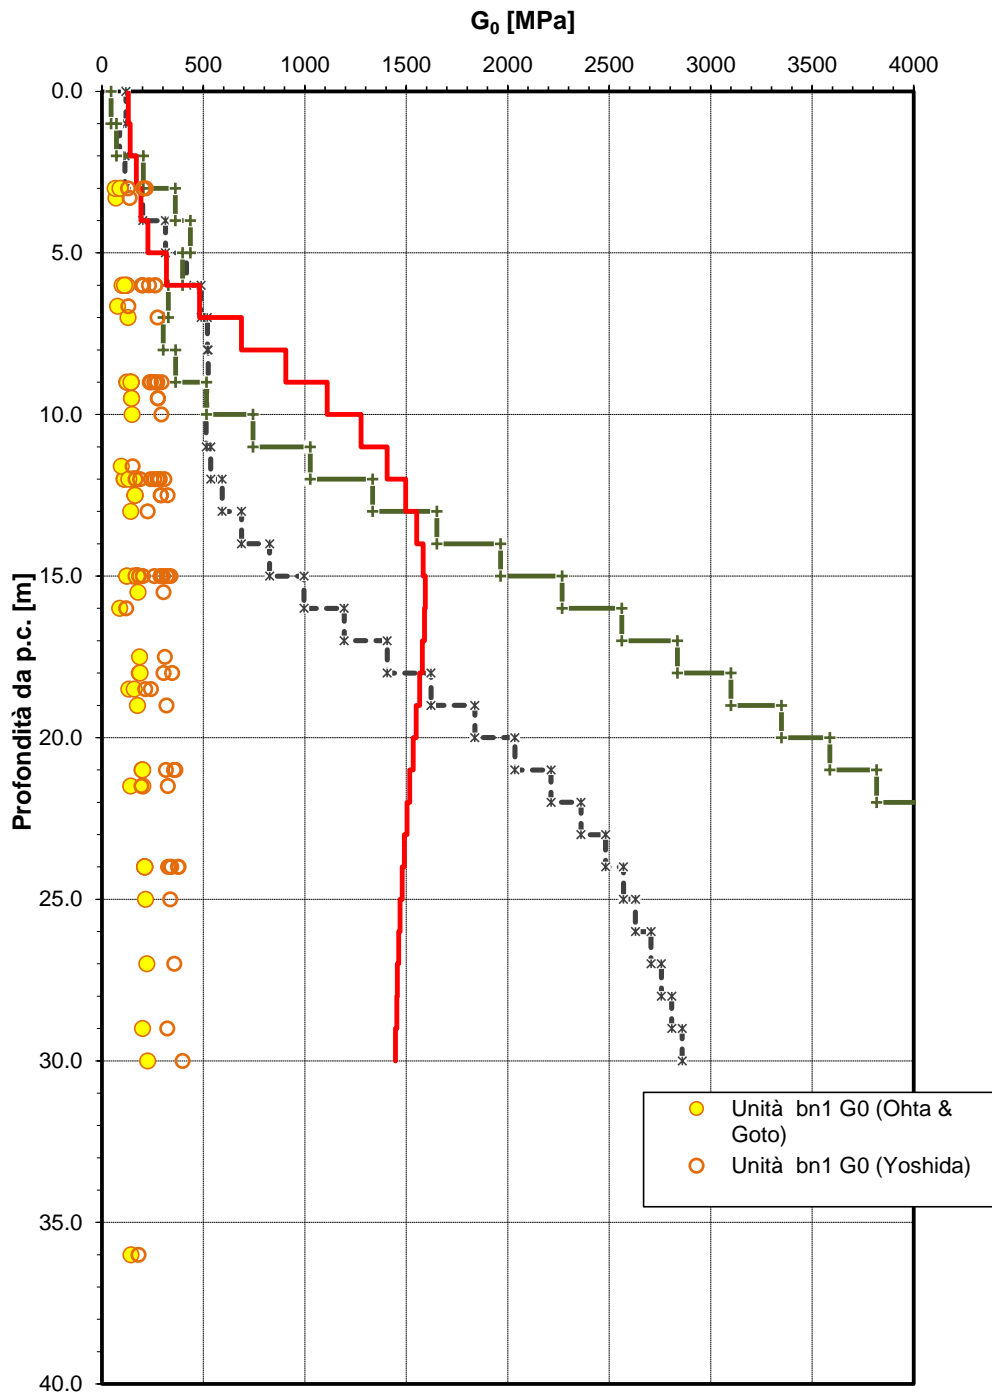 G₀ [MPa]
0 500 1000 1500 2000 2500 3000 3500 4000
0.0
5.0
10.0
15.0
20.0
25.0
30.0
35.0
40.0
Profondità da p.c. [m]
Unità bn1 G0 (Ohta &
Goto)
Unità bn1 G0 (Yoshida)